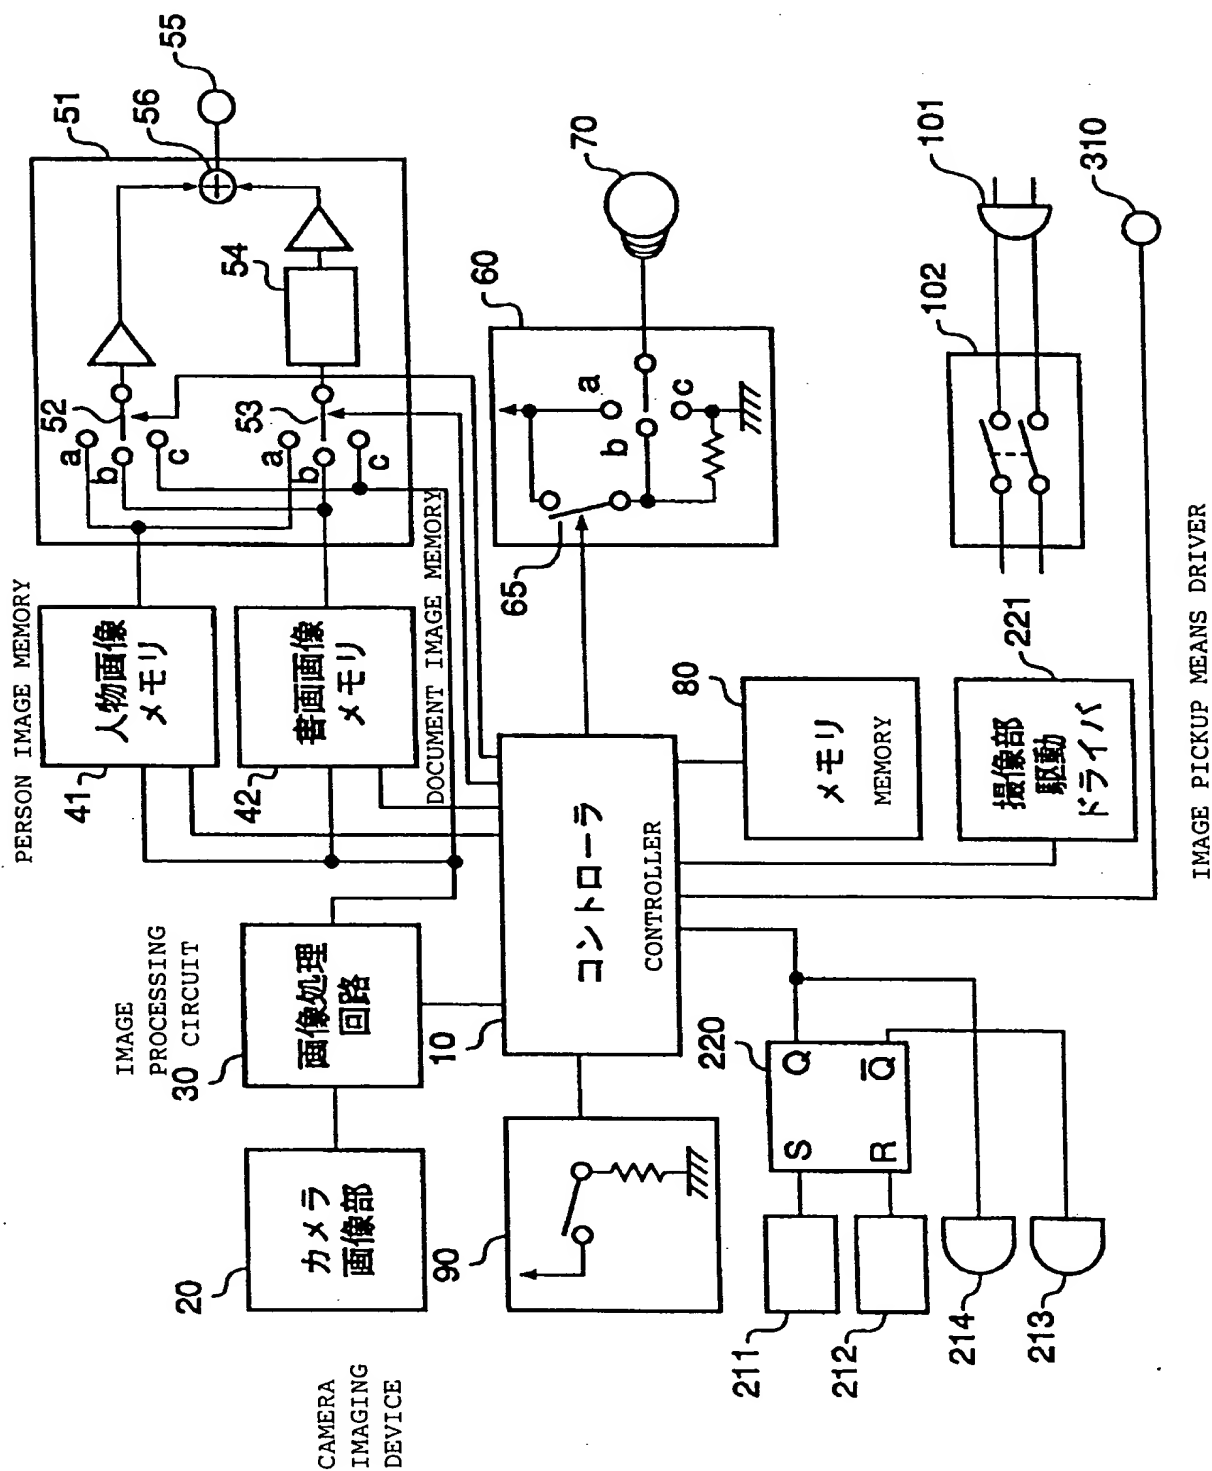 PERSON IMAGE MEMORY
41
人物画像
メモリ
42
書画画像
メモリ
DOCUMENT IMAGE MEMORY
51
52
a
b
c
53
a
b
c
54
56
55
CAMERA
IMAGING
DEVICE
20
カメラ
画像部
IMAGE
PROCESSING
CIRCUIT
30
画像処理
回路
10
コントローラ
CONTROLLER
60
65
a
b
c
70
90
80
メモリ
MEMORY
211
212
214
213
220
S
R
Q
Q̅
221
撮像部
駆動
ドライバ
IMAGE PICKUP MEANS DRIVER
102
101
310